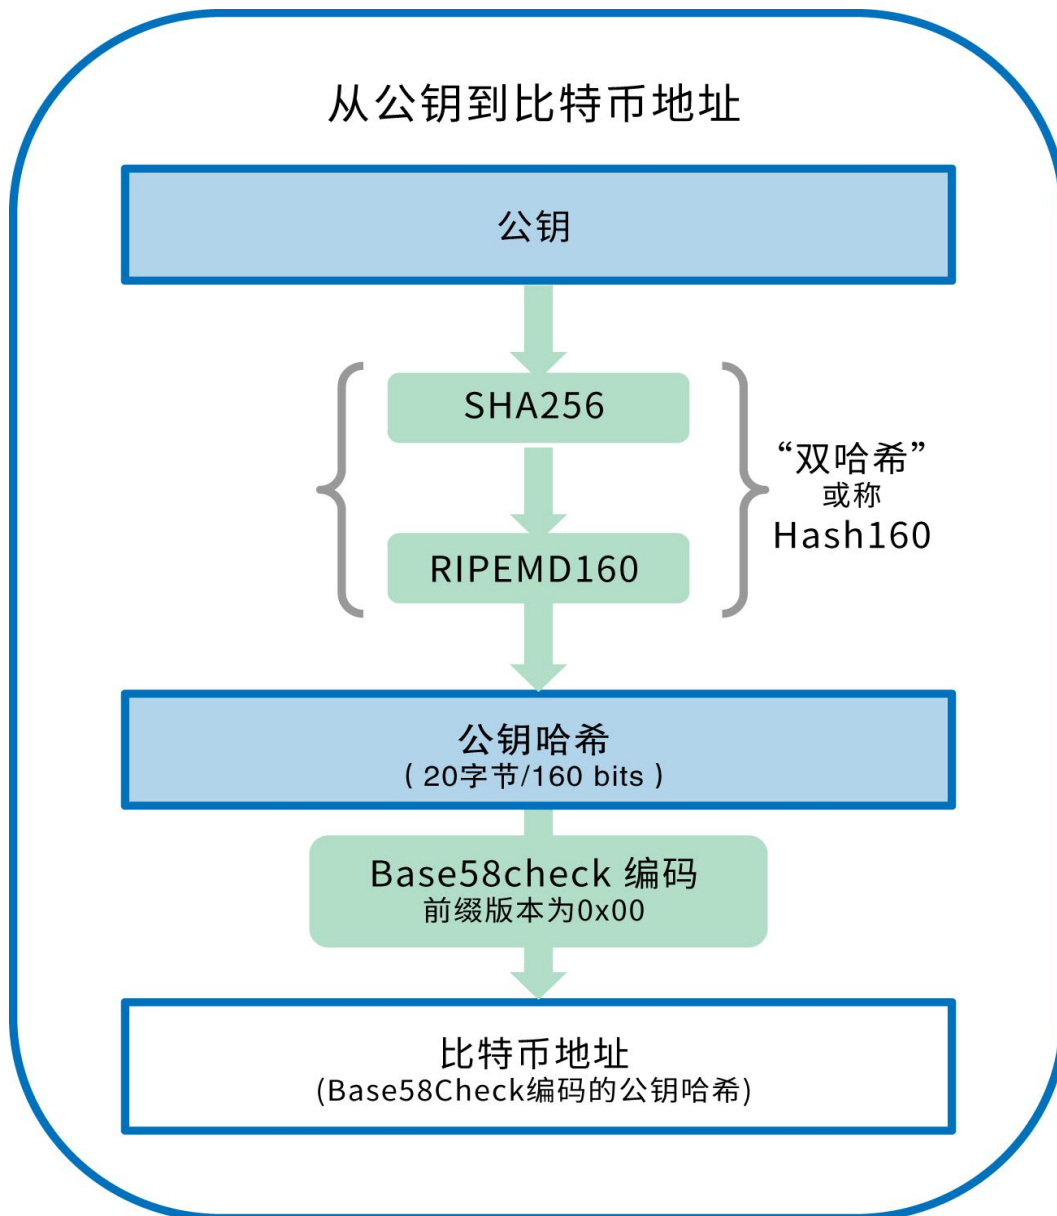 从公钥到比特币地址
公钥
SHA256
RIPEMD160
“双哈希”
或称
Hash160
公钥哈希
（20字节/160 bits）
Base58check 编码
前缀版本为0x00
比特币地址
(Base58Check编码的公钥哈希)